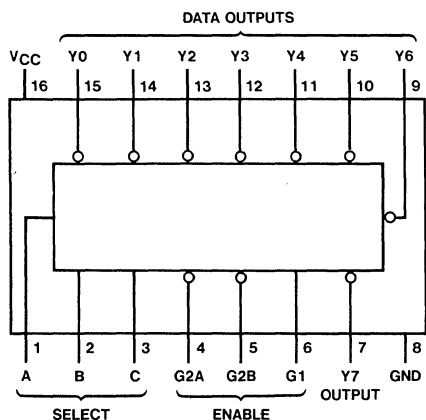 DATA OUTPUTS
VCC Y0 Y1 Y2 Y3 Y4 Y5 Y6
16 15 14 13 12 11 10 9
1 2 3 4 5 6 7 8
A B C G2A G2B G1 Y7 GND
OUTPUT
SELECT ENABLE